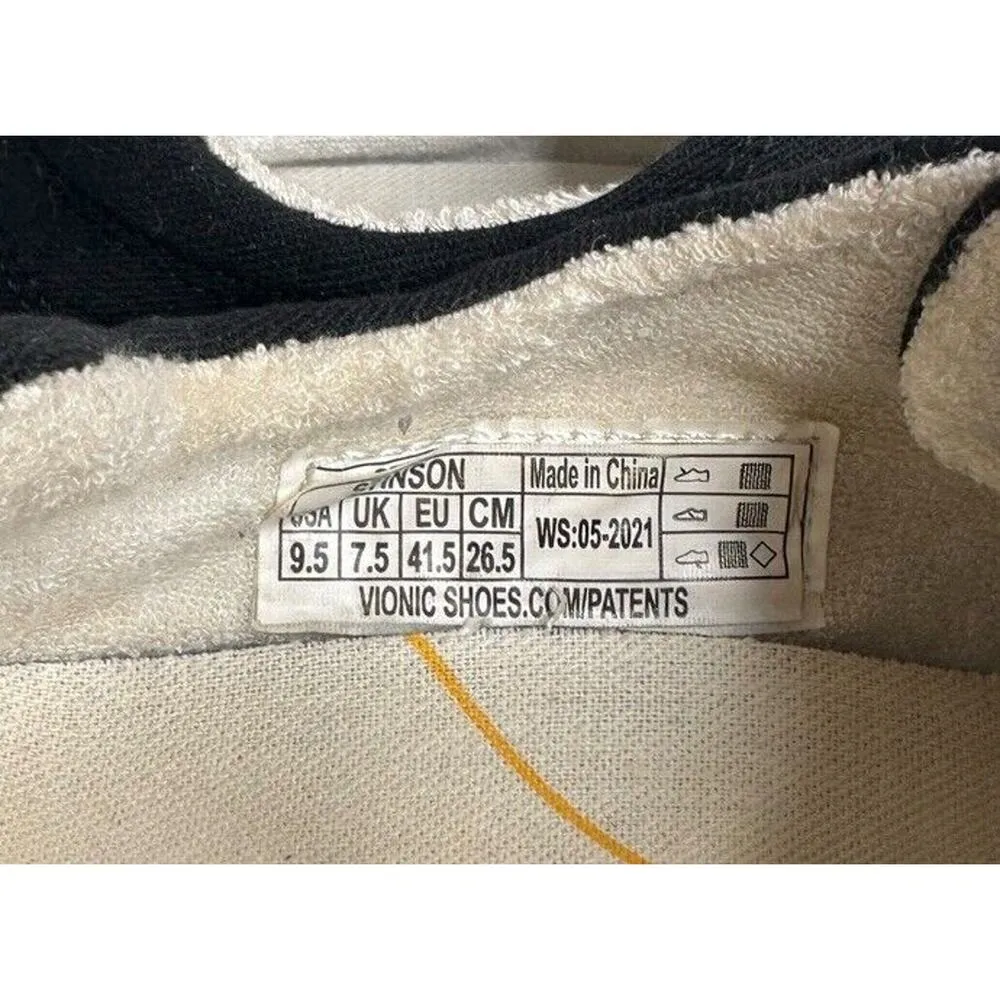 Made in China
USA UK EU CM
9.5 7.5 41.5 26.5
WS:05-2021
VIONIC SHOES.COM/PATENTS